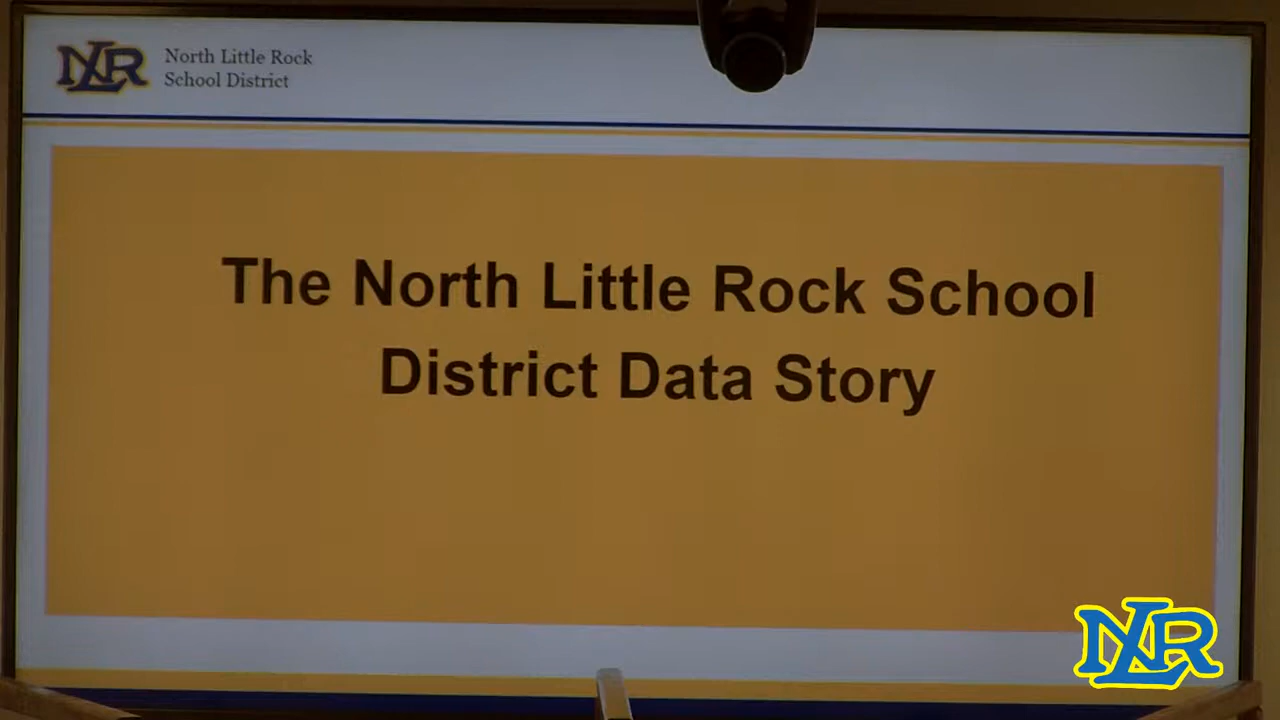 NLR
North Little Rock
School District
The North Little Rock School
District Data Story
NLR